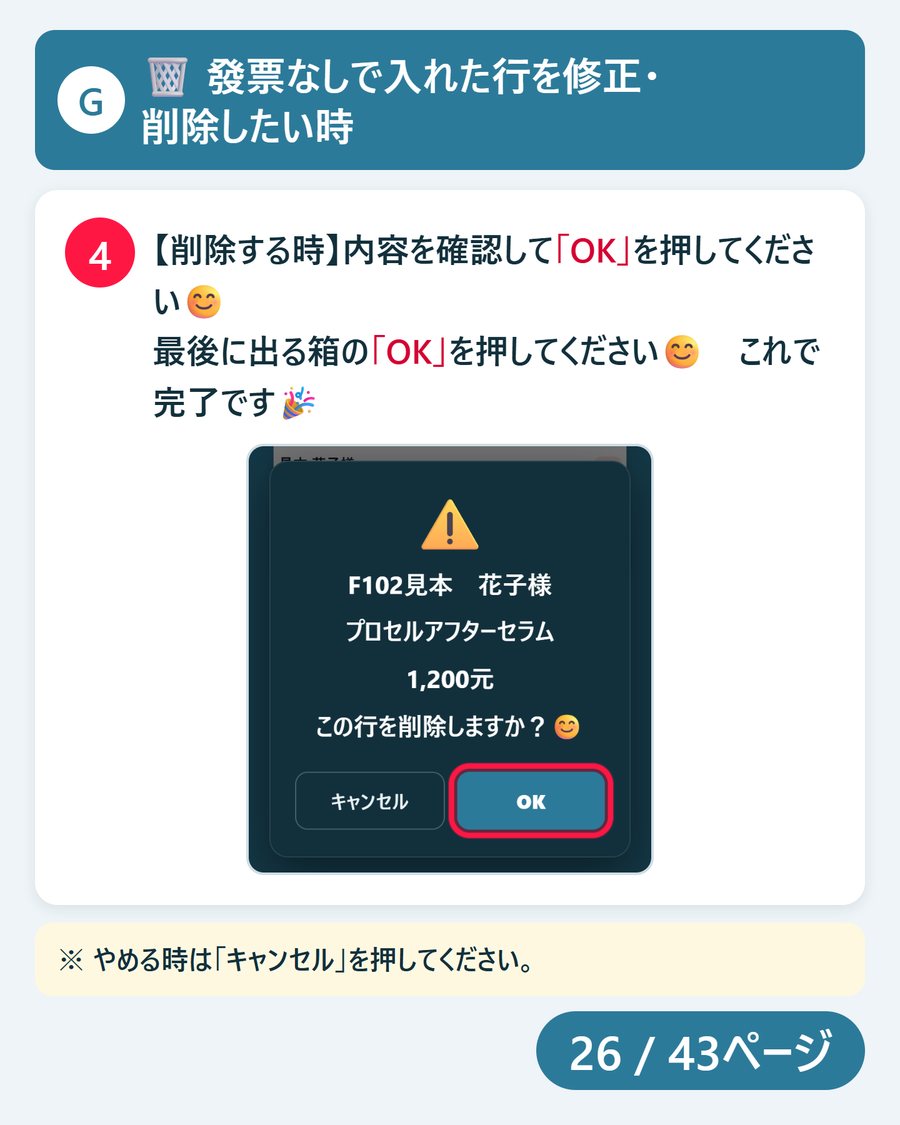 G
🗑️ 發票なしで入れた行を修正・
削除したい時
4
【削除する時】内容を確認して「OK」を押してくださ
い😊
最後に出る箱の「OK」を押してください😊　これで
完了です🎉
⚠️
F102見本　花子様
プロセルアフターセラム
1,200元
この行を削除しますか？😊
キャンセル
OK
※ やめる時は「キャンセル」を押してください。
26 / 43ページ